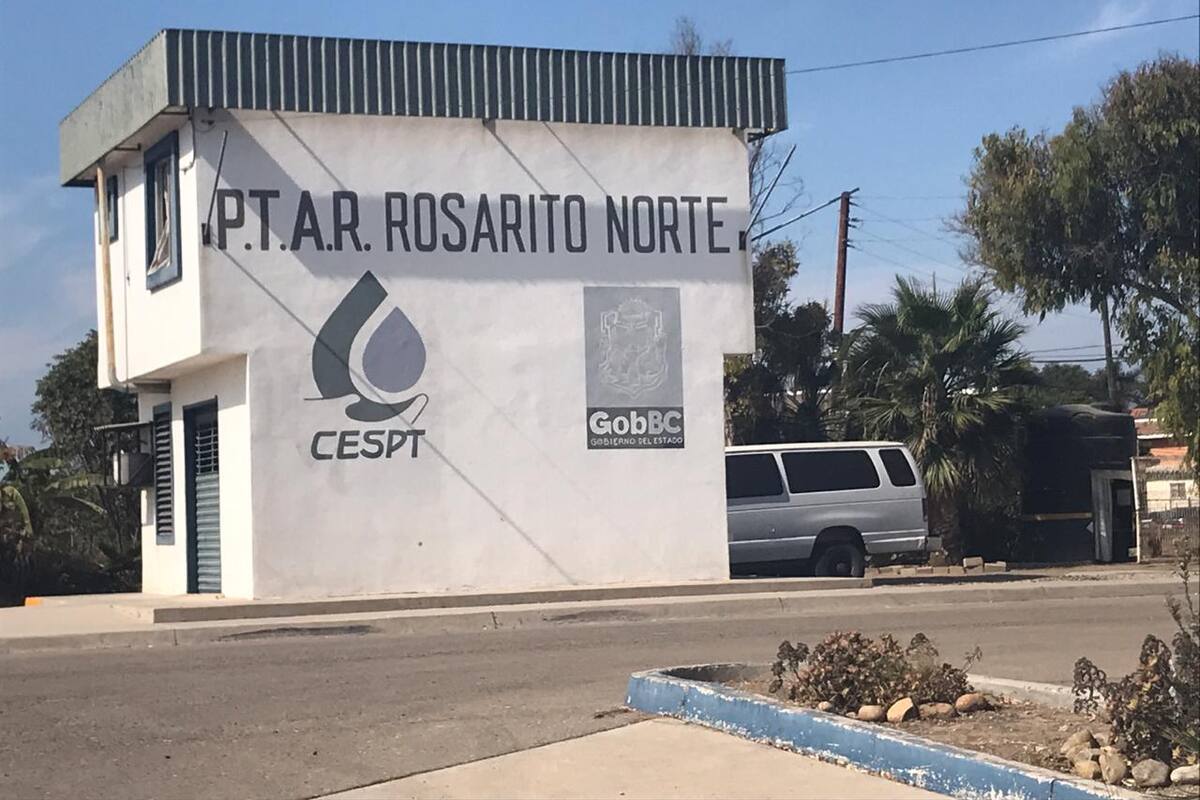 P.T.A.R. ROSARITO NORTE
CESPT
GobBC
GOBIERNO DEL ESTADO